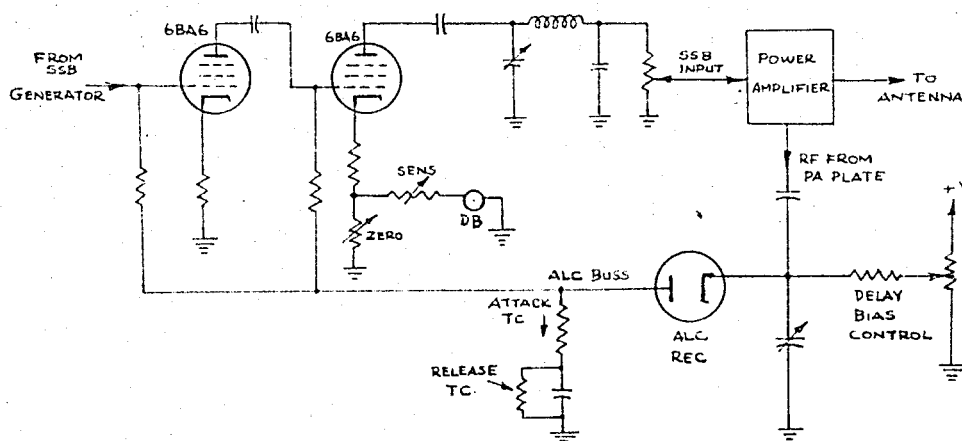 6BA6
6BA6
FROM
SSB
GENERATOR
SSB
INPUT
POWER
AMPLIFIER
TO
ANTENNA
RF FROM
PA PLATE
SENS
DB
ZERO
+V
ALC BUSS
ATTACK
TC
ALC
REC
DELAY
BIAS
CONTROL
RELEASE
TC.